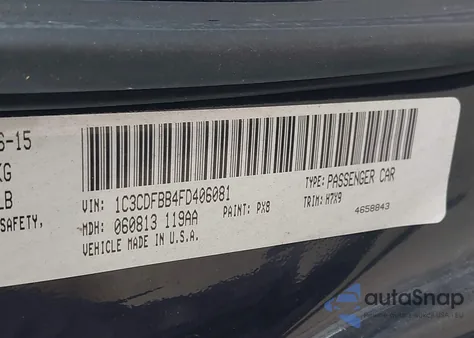 6-15
KG
LB
SAFETY,
VIN: 1C3CDFBB4FD406081
TYPE: PASSENGER CAR
MDH: 060813 119AA
PAINT: PX8
TRIM: H7X9
VEHICLE MADE IN U.S.A.
4658843
autoSnap